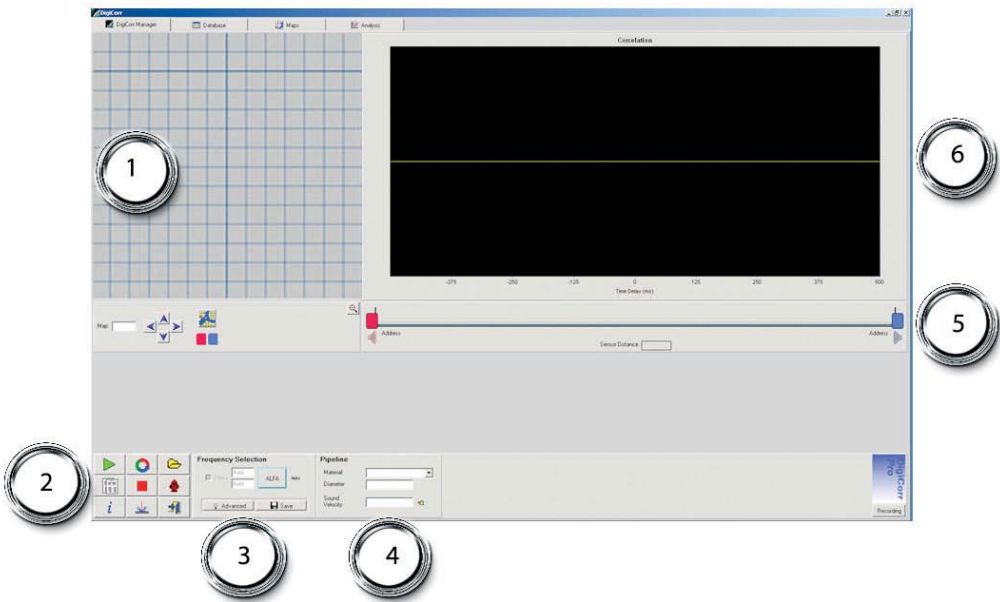 DigiCorr
DigiCorr Manager
Database
Maps
Analysis
Correlation
-375
-250
-125
0
125
250
375
500
Time Delay (ms)
1
6
Map:
Address
Address
Sensor Distance
5
2
Frequency Selection
Auto
Auto
ALFA
Advanced
Save
Pipeline
Material
Diameter
Sound
Velocity
DigiCorr
Pro
Recording
3
4